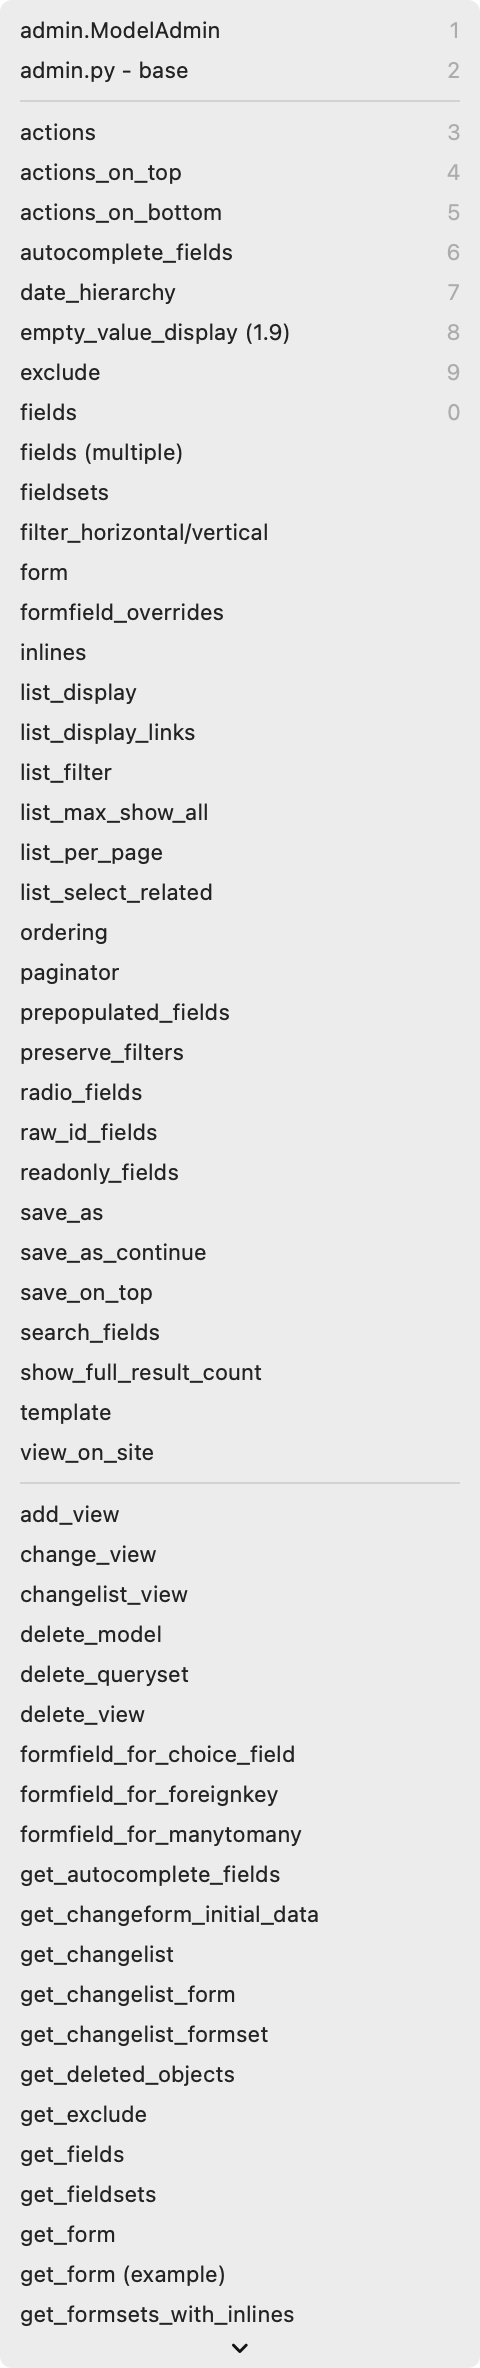 admin.ModelAdmin 1
admin.py - base 2
actions 3
actions_on_top 4
actions_on_bottom 5
autocomplete_fields 6
date_hierarchy 7
empty_value_display (1.9) 8
exclude 9
fields 0
fields (multiple)
fieldsets
filter_horizontal/vertical
form
formfield_overrides
inlines
list_display
list_display_links
list_filter
list_max_show_all
list_per_page
list_select_related
ordering
paginator
prepopulated_fields
preserve_filters
radio_fields
raw_id_fields
readonly_fields
save_as
save_as_continue
save_on_top
search_fields
show_full_result_count
template
view_on_site
add_view
change_view
changelist_view
delete_model
delete_queryset
delete_view
formfield_for_choice_field
formfield_for_foreignkey
formfield_for_manytomany
get_autocomplete_fields
get_changeform_initial_data
get_changelist
get_changelist_form
get_changelist_formset
get_deleted_objects
get_exclude
get_fields
get_fieldsets
get_form
get_form (example)
get_formsets_with_inlines